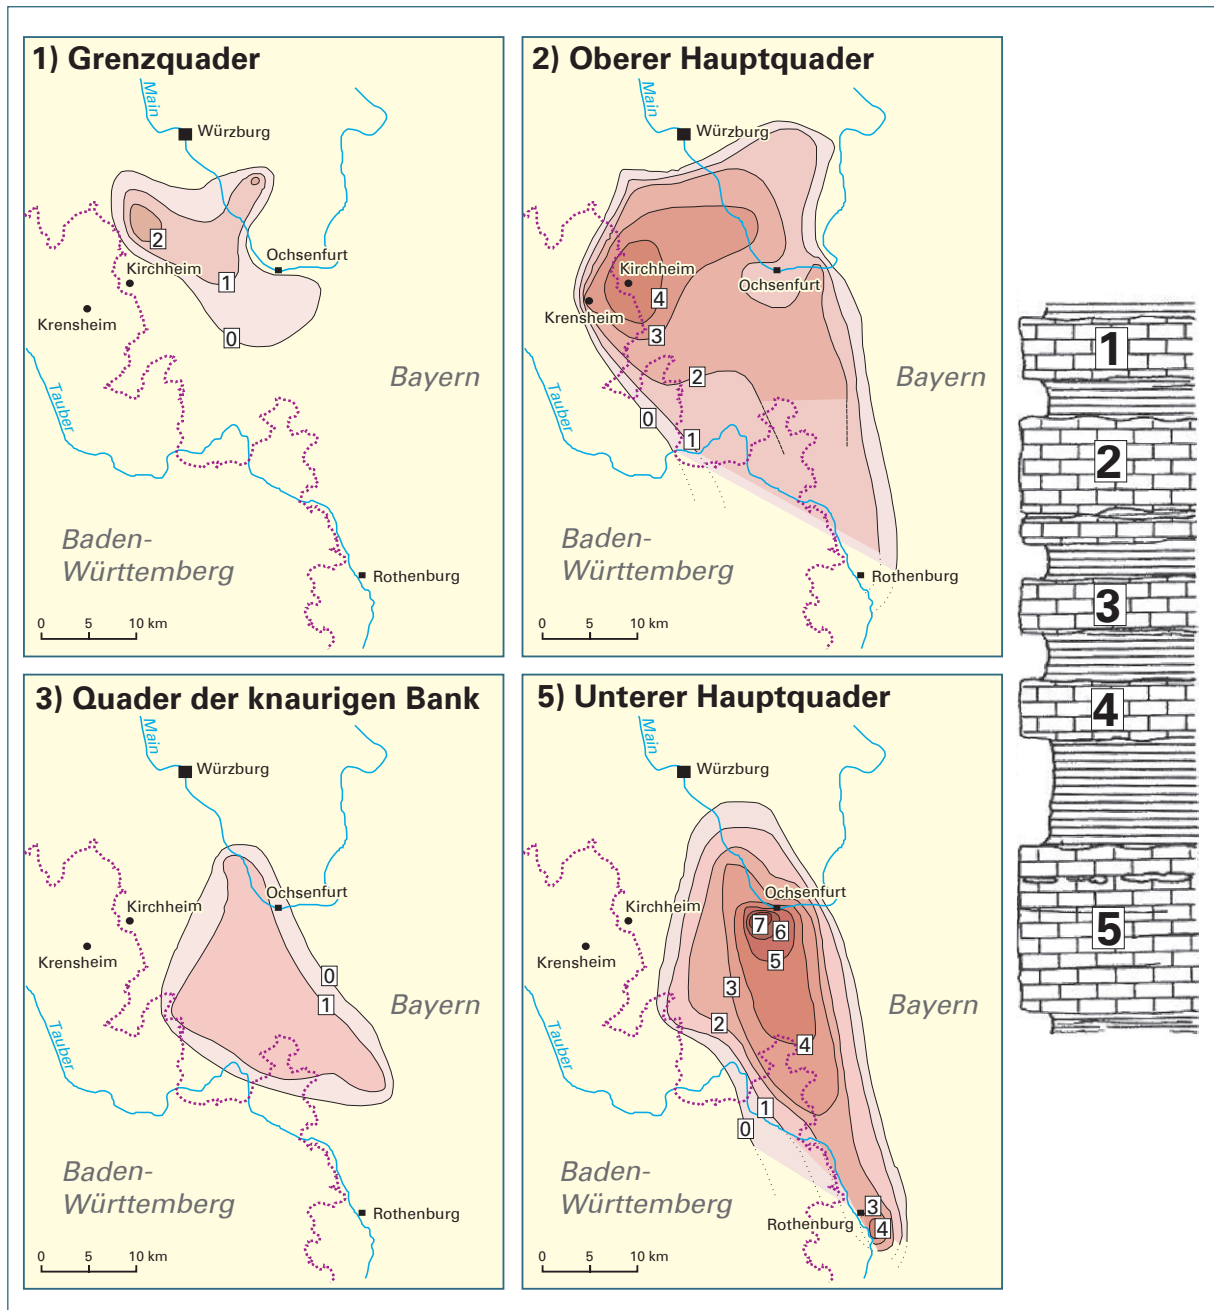 1) Grenzquader
Main
Würzburg
2
Ochsenfurt
Kirchheim
1
Krensheim
0
Bayern
Tauber
Baden-
Württemberg
Rothenburg
0 5 10 km
2) Oberer Hauptquader
Main
Würzburg
Kirchheim
Ochsenfurt
4
Krensheim
3
2
Bayern
0
1
Tauber
Baden-
Württemberg
Rothenburg
0 5 10 km
3) Quader der knaurigen Bank
Main
Würzburg
Ochsenfurt
Kirchheim
Krensheim
0
1
Bayern
Tauber
Baden-
Württemberg
Rothenburg
0 5 10 km
5) Unterer Hauptquader
Main
Würzburg
Ochsenfurt
Kirchheim
7
6
5
Krensheim
3
2
Bayern
4
Tauber
1
0
Baden-
Württemberg
3
Rothenburg
4
0 5 10 km
1
2
3
4
5